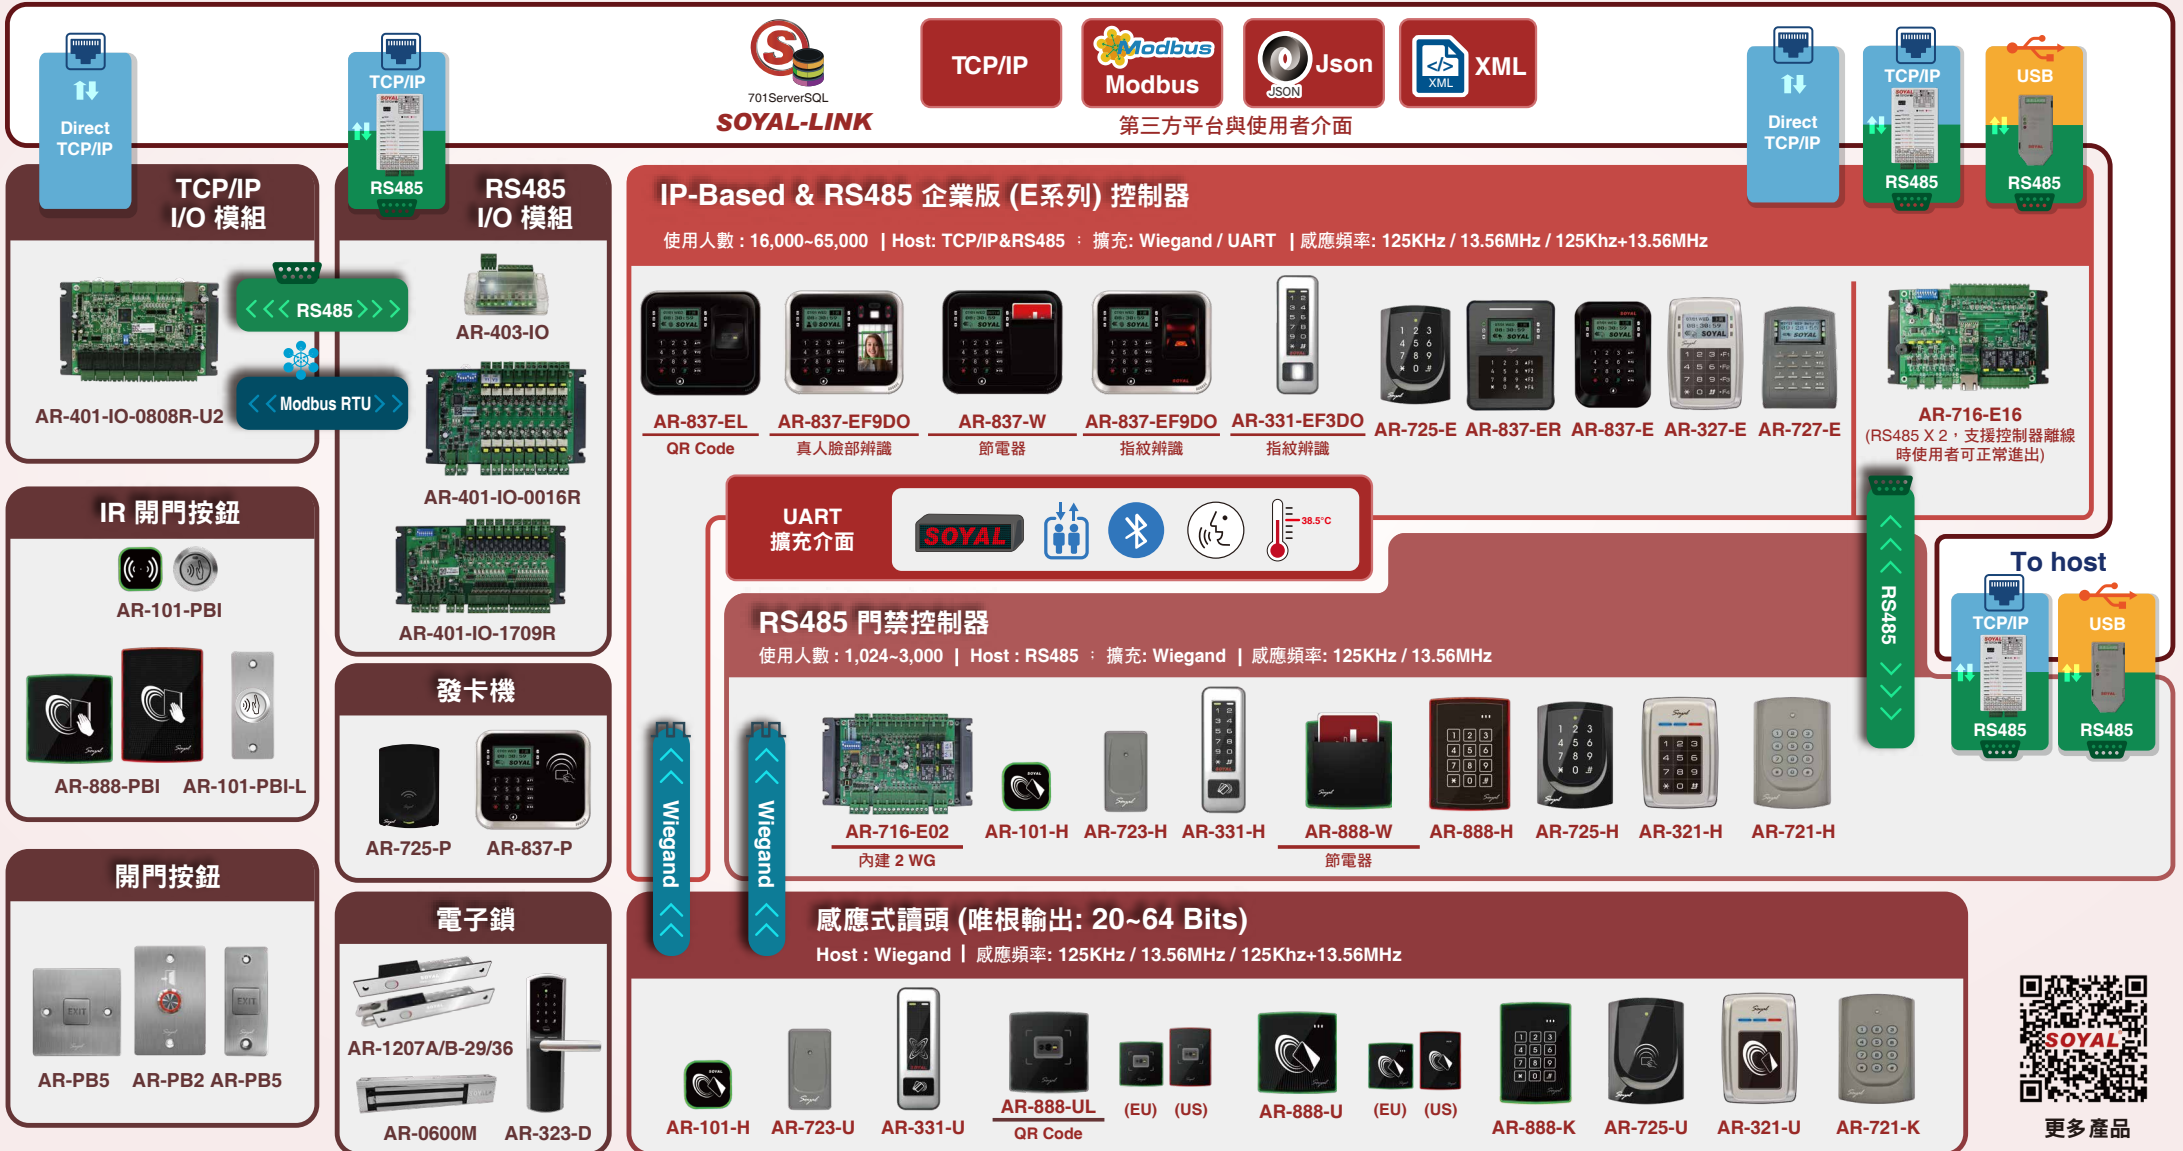 Direct
TCP/IP
TCP/IP
RS485
701ServerSQL
SOYAL-LINK
TCP/IP
Modbus
Modbus
JSON
Json
XML
XML
第三方平台與使用者介面
Direct
TCP/IP
TCP/IP
RS485
USB
RS485
TCP/IP
I/O 模組
AR-401-IO-0808R-U2
RS485
Modbus RTU
RS485
I/O 模組
AR-403-IO
AR-401-IO-0016R
AR-401-IO-1709R
IR 開門按鈕
AR-101-PBI
AR-888-PBI
AR-101-PBI-L
發卡機
AR-725-P
AR-837-P
開門按鈕
EXIT
EXIT
AR-PB5
AR-PB2
AR-PB5
電子鎖
AR-1207A/B-29/36
AR-0600M
AR-323-D
IP-Based & RS485 企業版 (E系列) 控制器
使用人數 : 16,000~65,000 | Host: TCP/IP&RS485 ; 擴充: Wiegand / UART | 感應頻率: 125KHz / 13.56MHz / 125Khz+13.56MHz
AR-837-EL
QR Code
AR-837-EF9DO
真人臉部辨識
AR-837-W
節電器
AR-837-EF9DO
指紋辨識
AR-331-EF3DO
指紋辨識
AR-725-E
AR-837-ER
AR-837-E
AR-327-E
AR-727-E
AR-716-E16
(RS485 X 2，支援控制器離線
時使用者可正常進出)
UART
擴充介面
SOYAL
38.5°C
RS485
To host
TCP/IP
RS485
USB
RS485
RS485 門禁控制器
使用人數 : 1,024~3,000 | Host : RS485 ; 擴充: Wiegand | 感應頻率: 125KHz / 13.56MHz
AR-716-E02
內建 2 WG
AR-101-H
AR-723-H
AR-331-H
AR-888-W
節電器
AR-888-H
AR-725-H
AR-321-H
AR-721-H
Wiegand
Wiegand
感應式讀頭 (唯根輸出: 20~64 Bits)
Host : Wiegand | 感應頻率: 125KHz / 13.56MHz / 125Khz+13.56MHz
AR-101-H
AR-723-U
AR-331-U
AR-888-UL
QR Code
(EU)
(US)
AR-888-U
(EU)
(US)
AR-888-K
AR-725-U
AR-321-U
AR-721-K
SOYAL
更多產品